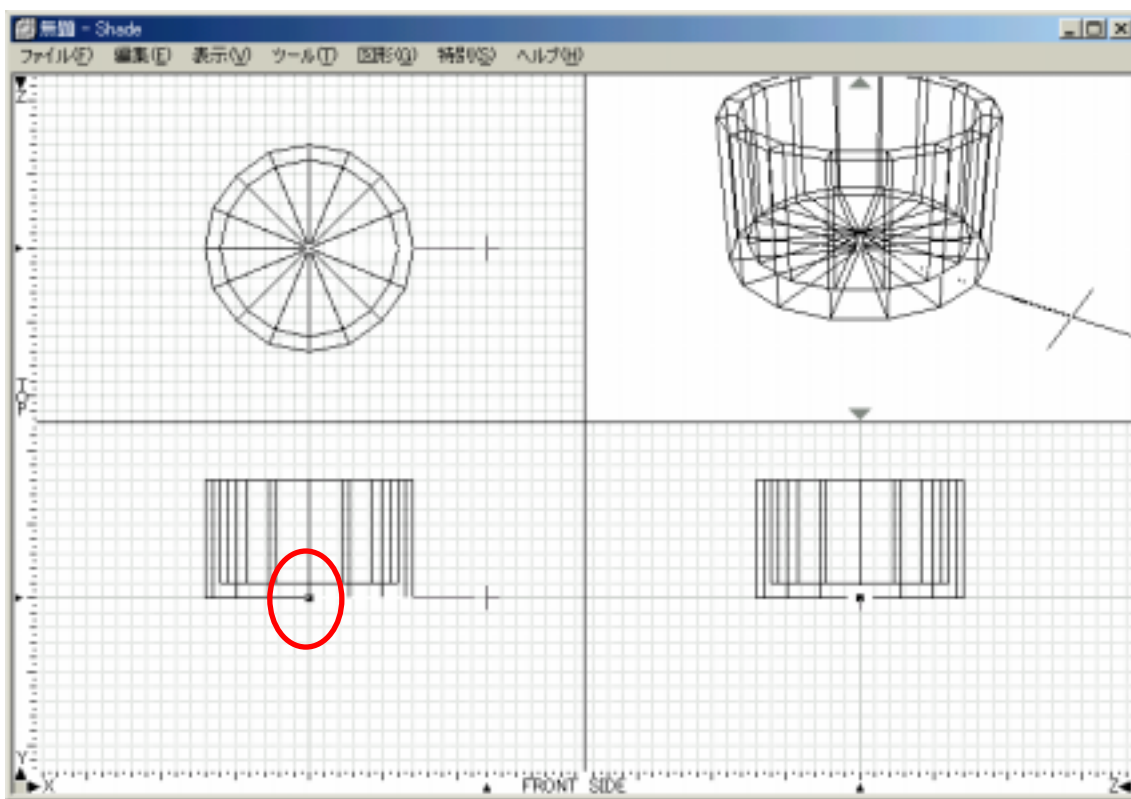 無題 - Shade
ファイル(F) 編集(E) 表示(V) ツール(T) 図形(G) 特別(S) ヘルプ(H)
Z
TOP
Y
X FRONT SIDE Z